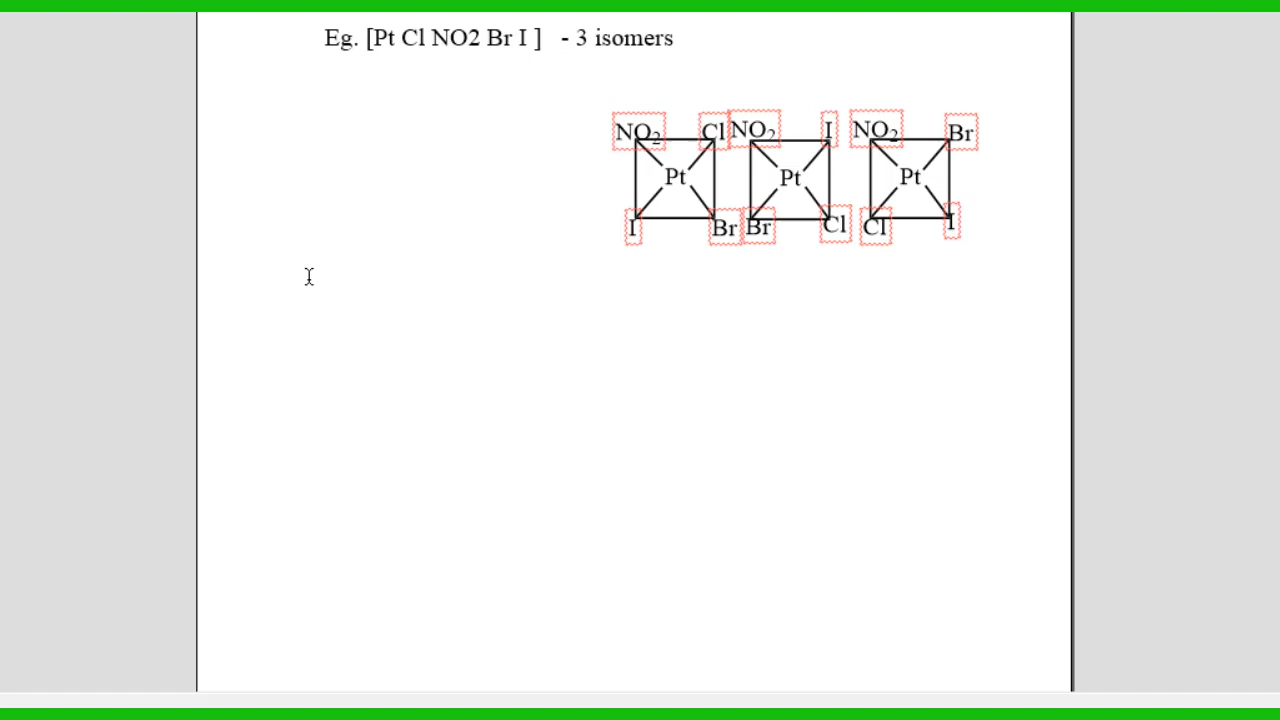 Eg. [Pt Cl NO2 Br I ] - 3 isomers
NO₂ Cl NO₂ I NO₂ Br
Pt Pt Pt
I Br Br Cl Cl I